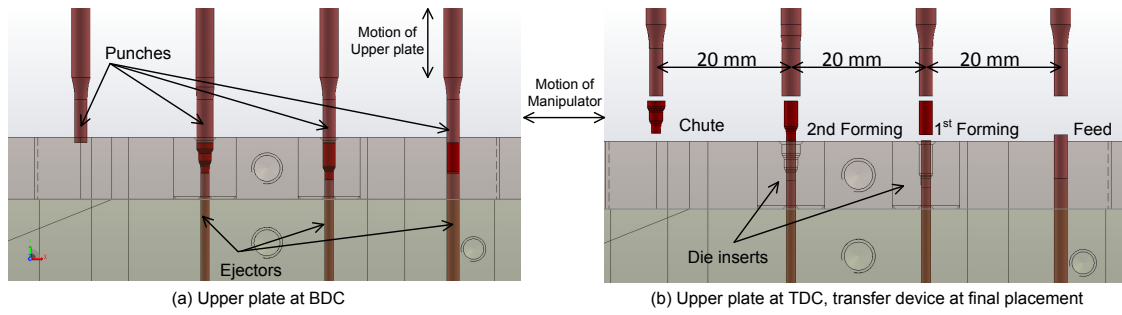 Punches
Motion of
Upper plate
Ejectors
(a) Upper plate at BDC
Motion of
Manipulator
20 mm
20 mm
20 mm
Chute
2nd Forming
1st Forming
Feed
Die inserts
(b) Upper plate at TDC, transfer device at final placement